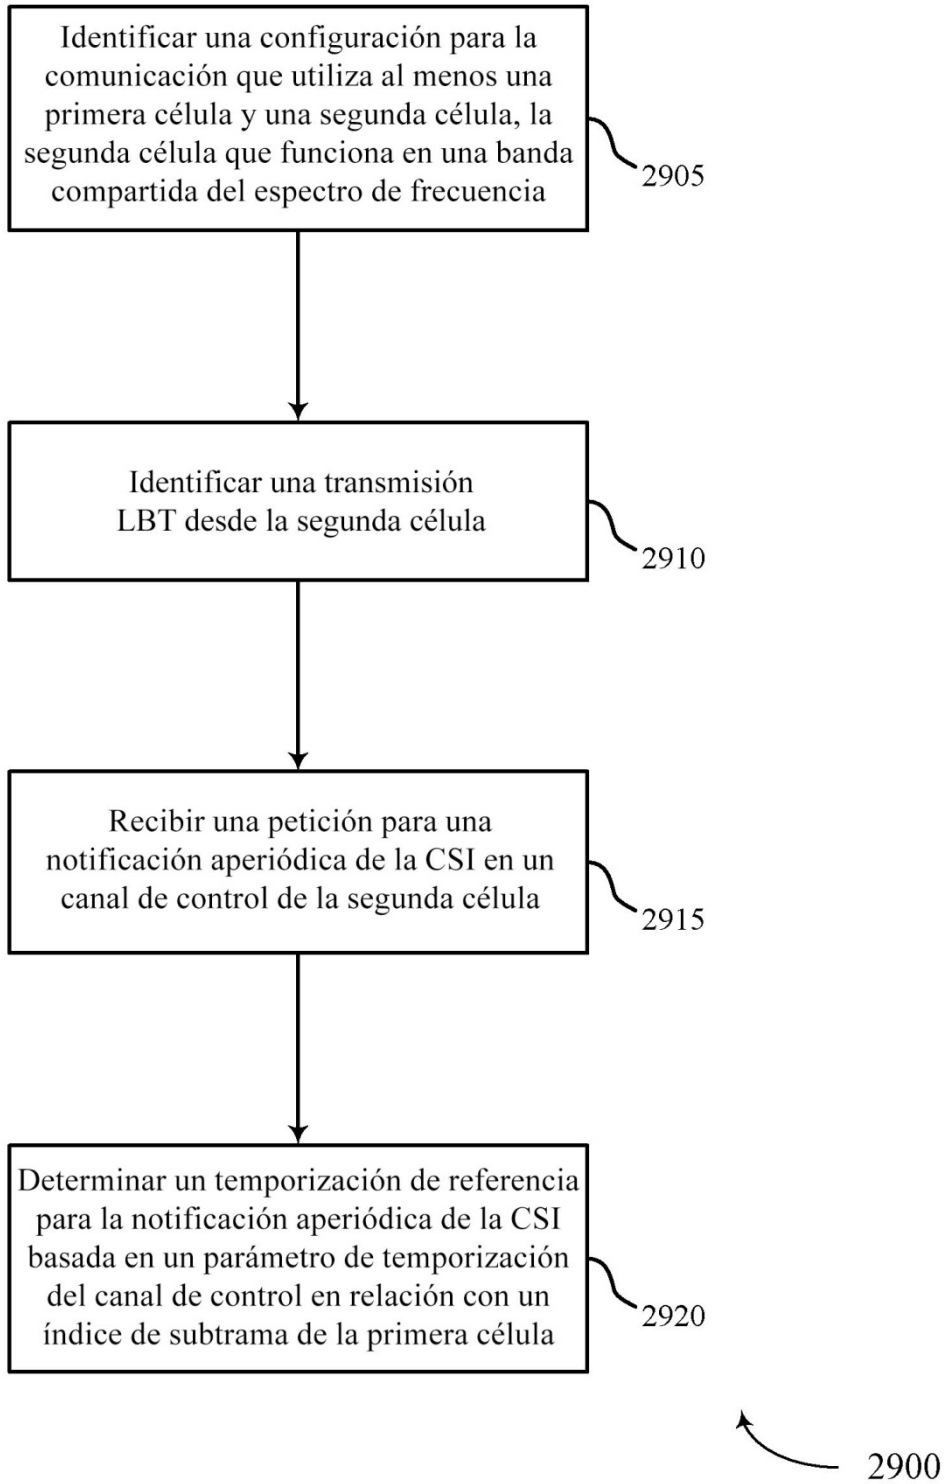 Identificar una configuración para la
comunicación que utiliza al menos una
primera célula y una segunda célula, la
segunda célula que funciona en una banda
compartida del espectro de frecuencia
2905
Identificar una transmisión
LBT desde la segunda célula
2910
Recibir una petición para una
notificación aperiódica de la CSI en un
canal de control de la segunda célula
2915
Determinar un temporización de referencia
para la notificación aperiódica de la CSI
basada en un parámetro de temporización
del canal de control en relación con un
índice de subtrama de la primera célula
2920
2900